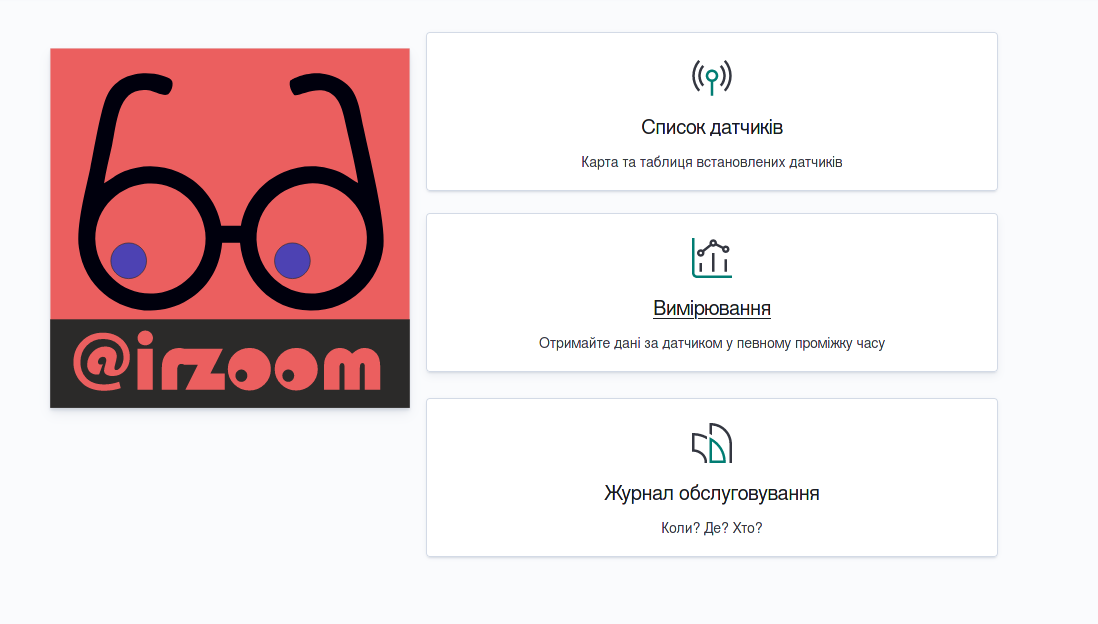 @irzoom
Список датчиків
Карта та таблиця встановлених датчиків
Вимірювання
Отримайте дані за датчиком у певному проміжку часу
Журнал обслуговування
Коли? Де? Хто?